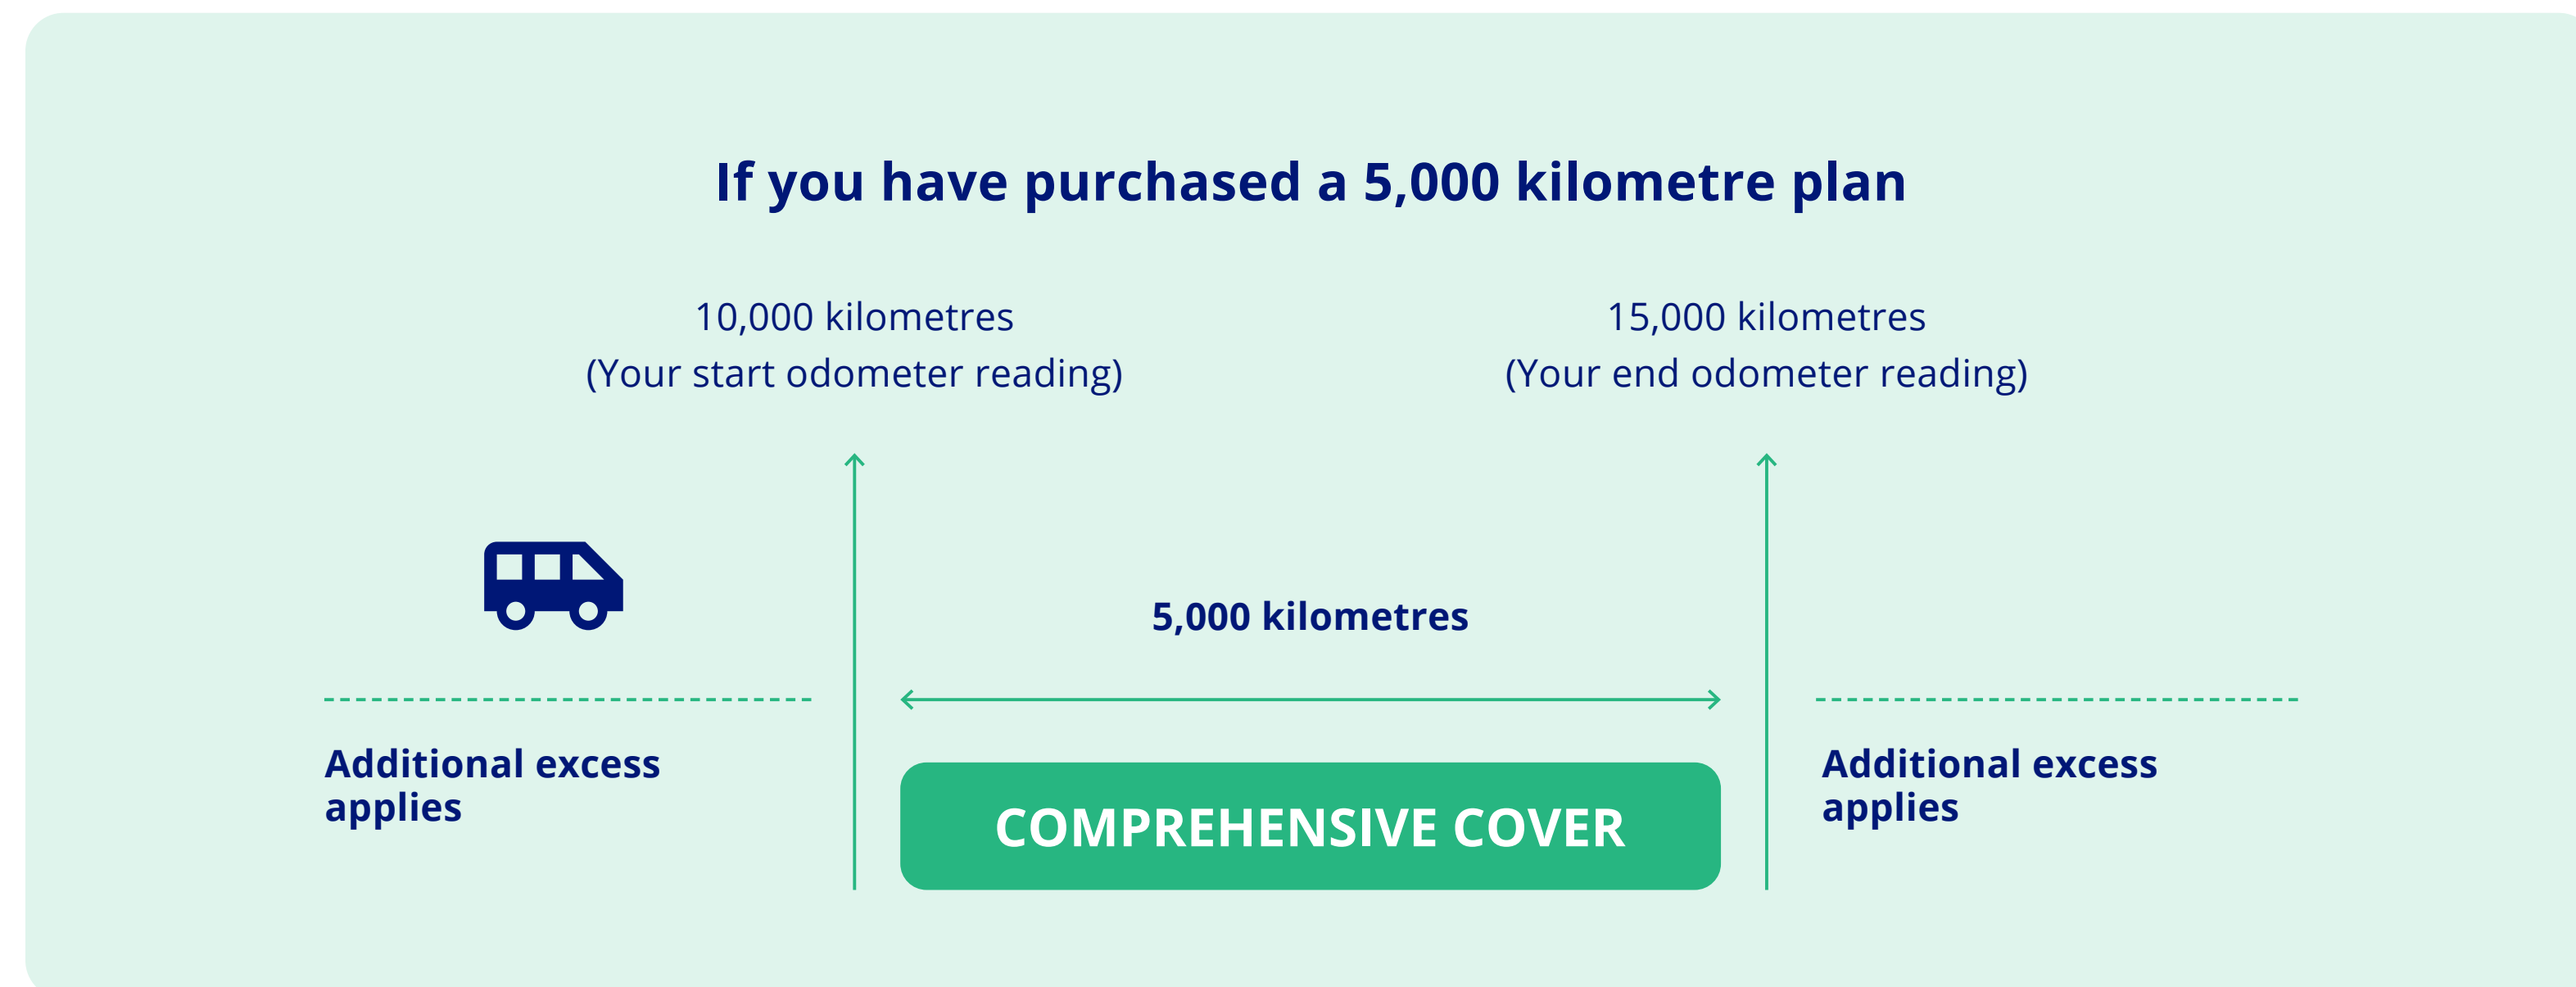 If you have purchased a 5,000 kilometre plan
10,000 kilometres
(Your start odometer reading)
15,000 kilometres
(Your end odometer reading)
5,000 kilometres
Additional excess
applies
COMPREHENSIVE COVER
Additional excess
applies